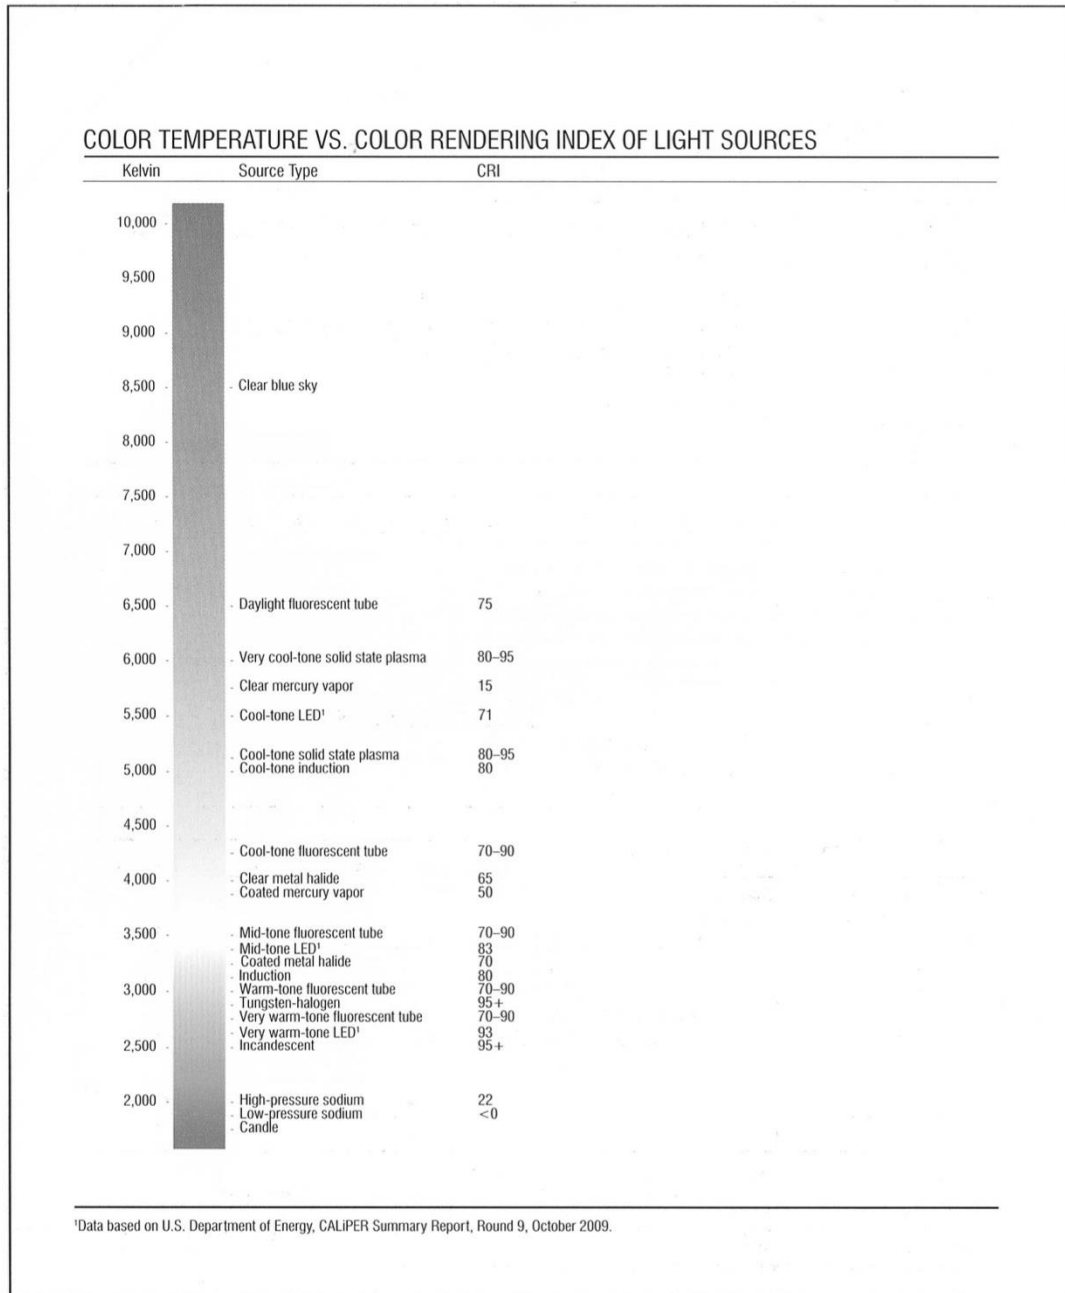 COLOR TEMPERATURE VS. COLOR RENDERING INDEX OF LIGHT SOURCES
Kelvin Source Type CRI
10,000
9,500
9,000
8,500 Clear blue sky
8,000
7,500
7,000
6,500 Daylight fluorescent tube 75
6,000 Very cool-tone solid state plasma 80–95
Clear mercury vapor 15
5,500 Cool-tone LED¹ 71
Cool-tone solid state plasma 80–95
5,000 Cool-tone induction 80
4,500
Cool-tone fluorescent tube 70–90
4,000 Clear metal halide 65
Coated mercury vapor 50
3,500 Mid-tone fluorescent tube 70–90
Mid-tone LED¹ 83
Coated metal halide 70
Induction 80
3,000 Warm-tone fluorescent tube 70–90
Tungsten-halogen 95+
Very warm-tone fluorescent tube 70–90
Very warm-tone LED¹ 93
2,500 Incandescent 95+
2,000 High-pressure sodium 22
Low-pressure sodium <0
Candle
¹Data based on U.S. Department of Energy, CALiPER Summary Report, Round 9, October 2009.